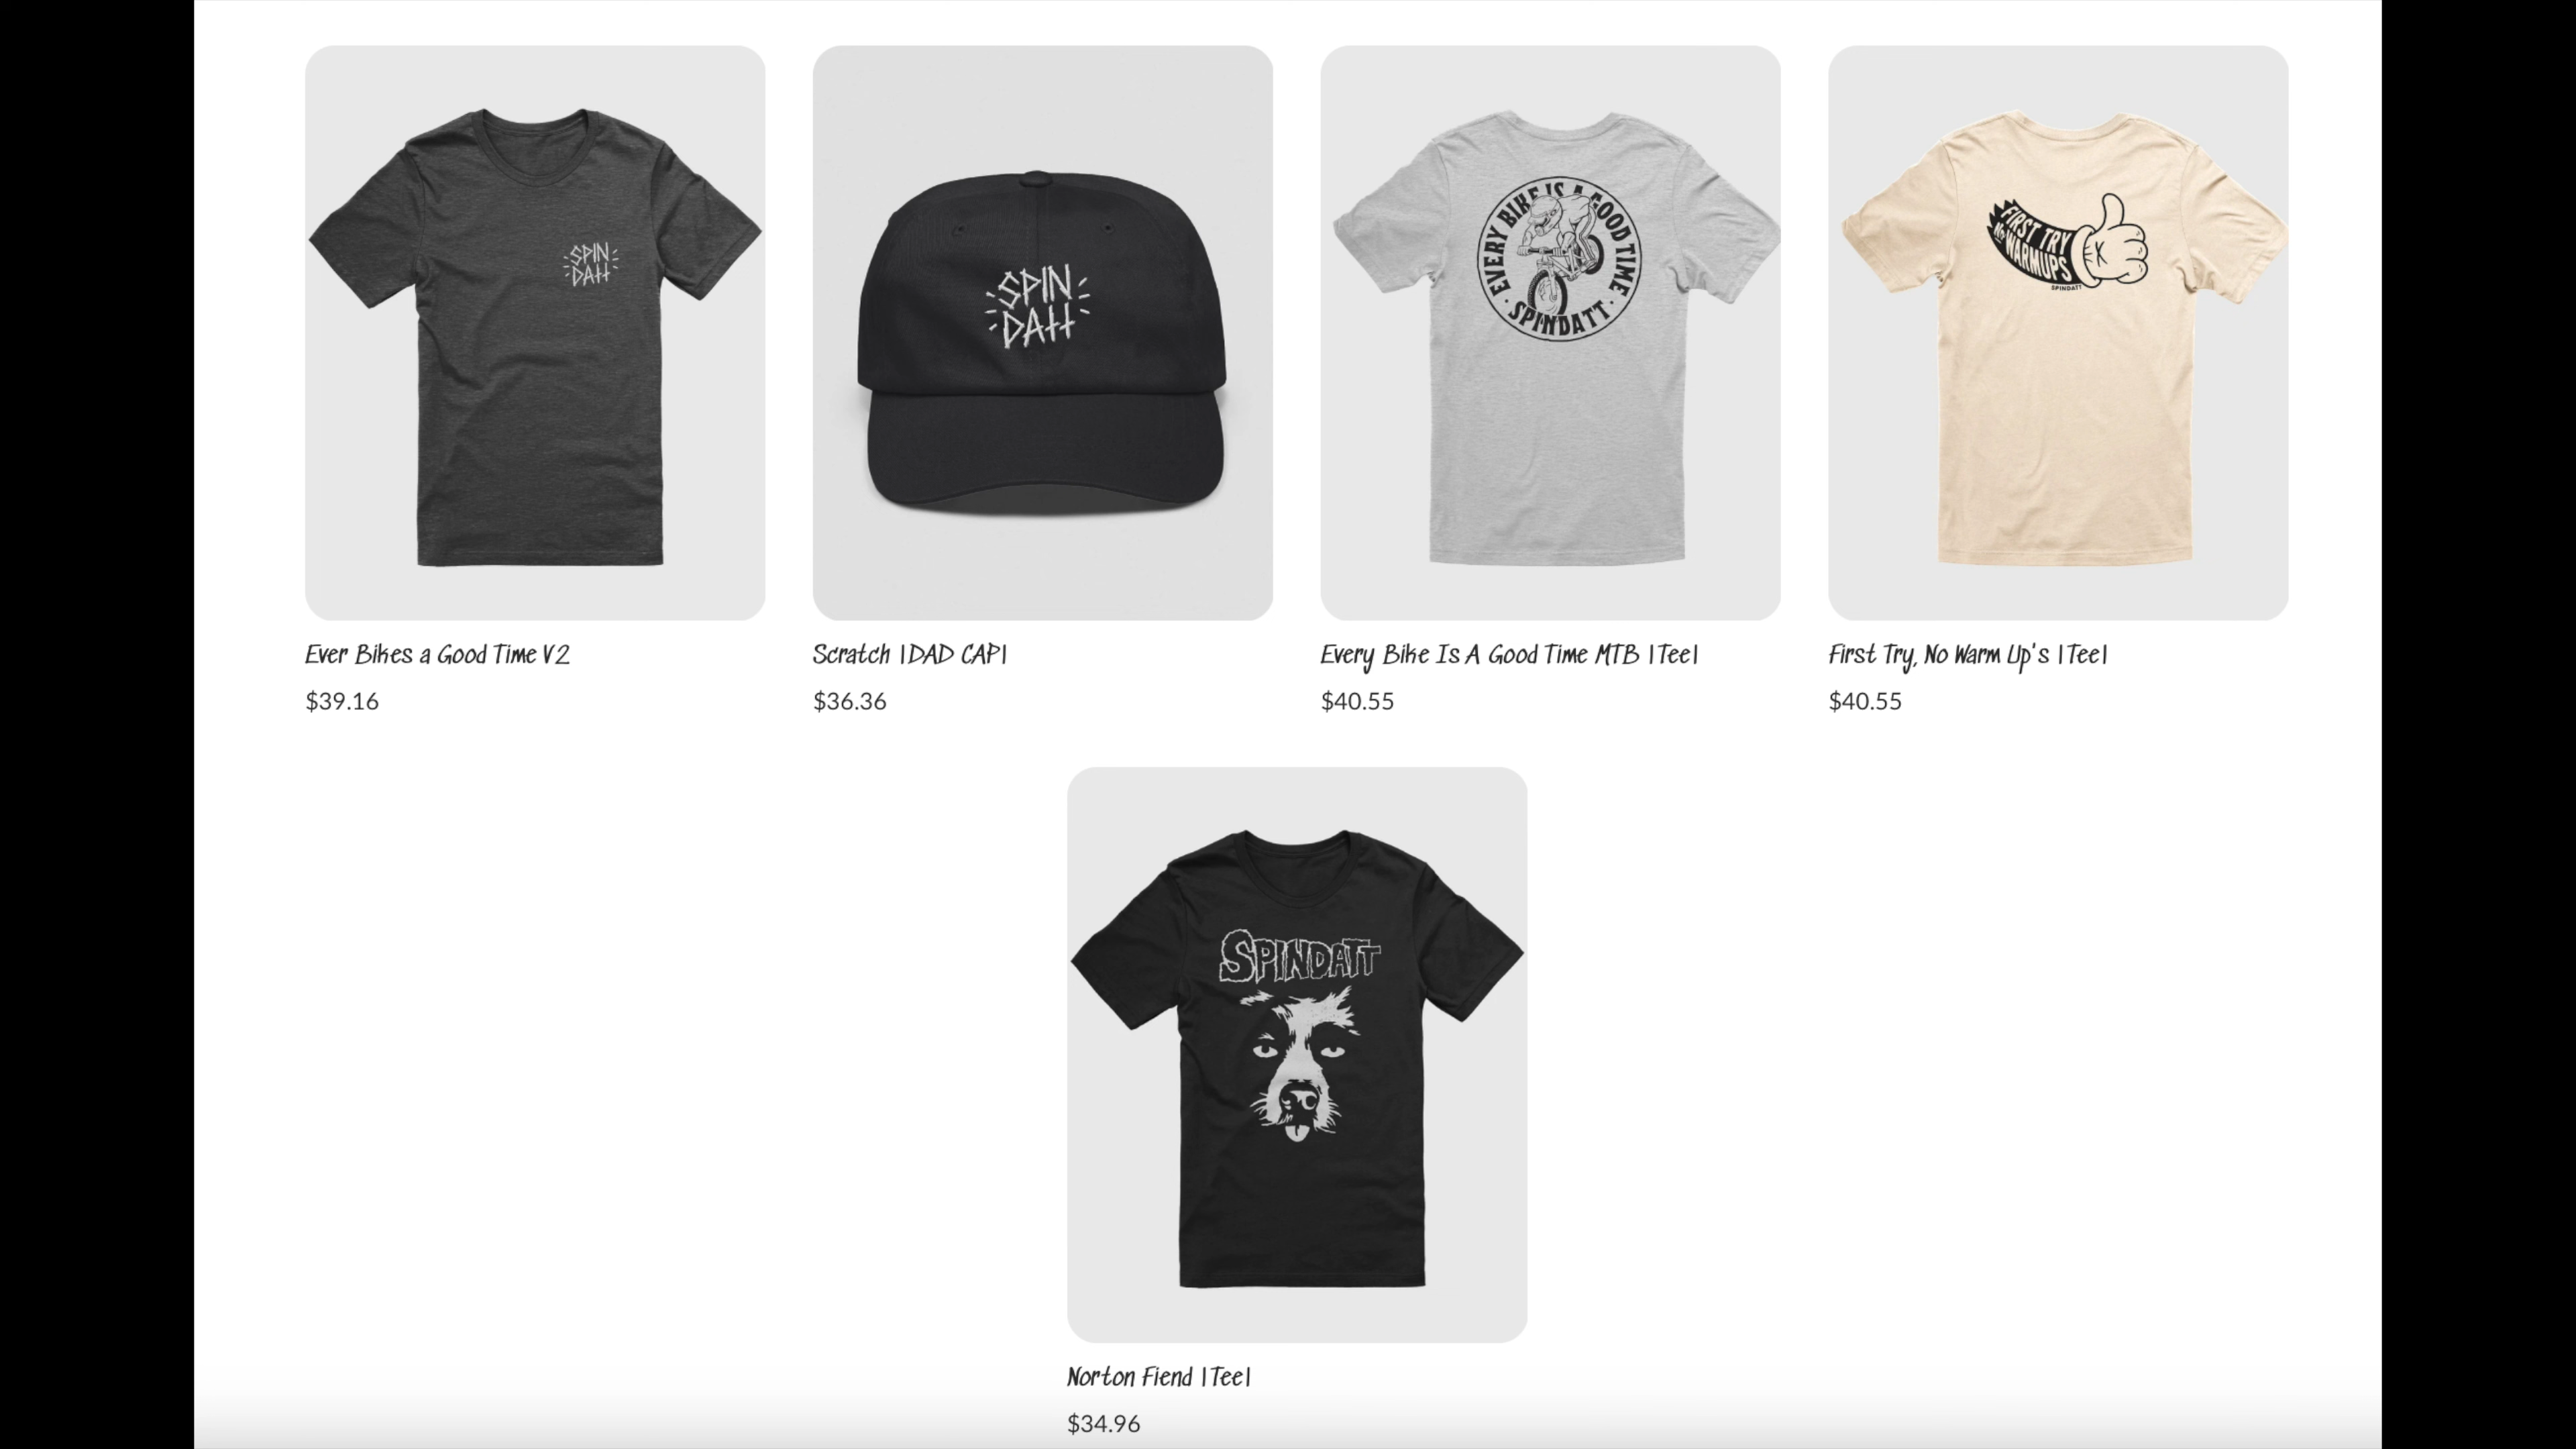 SPIN
DATT
SPIN
DATT
EVERY BIKE IS A GOOD TIME
· SPINDATT ·
FIRST TRY
No WARMUPS
SPINDATT
Ever Bikes a Good Time V2
Scratch |DAD CAP|
Every Bike Is A Good Time MTB |Tee|
First Try, No Warm Up's |Tee|
$39.16
$36.36
$40.55
$40.55
SPINDATT
Norton Fiend |Tee|
$34.96